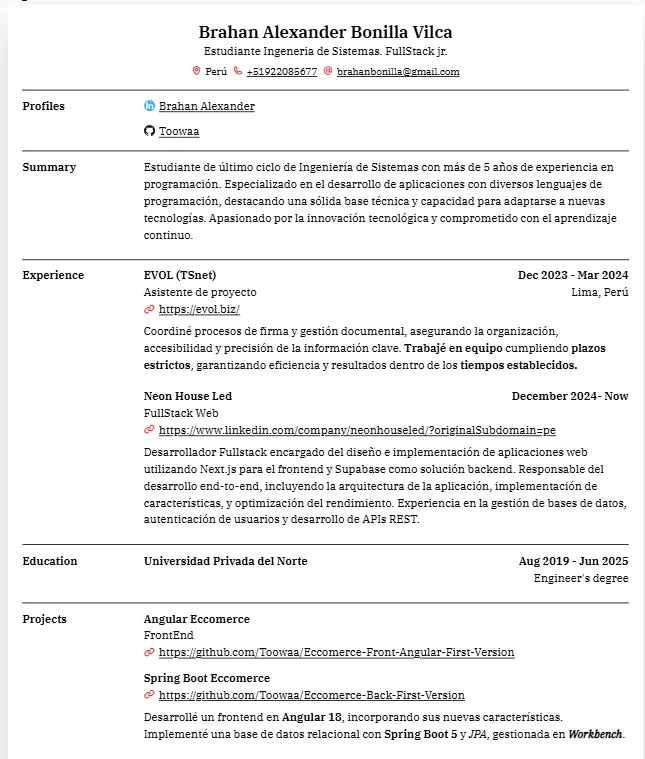 Brahan Alexander Bonilla Vilca
Estudiante Ingeneria de Sistemas. FullStack jr.
Perú +51922085677 brahanbonilla@gmail.com
Profiles
Brahan Alexander
Toowaa
Summary
Estudiante de último ciclo de Ingeniería de Sistemas con más de 5 años de experiencia en
programación. Especializado en el desarrollo de aplicaciones con diversos lenguajes de
programación, destacando una sólida base técnica y capacidad para adaptarse a nuevas
tecnologías. Apasionado por la innovación tecnológica y comprometido con el aprendizaje
continuo.
Experience
EVOL (TSnet) Dec 2023 - Mar 2024
Asistente de proyecto Lima, Perú
https://evol.biz/
Coordiné procesos de firma y gestión documental, asegurando la organización,
accesibilidad y precisión de la información clave. Trabajé en equipo cumpliendo plazos
estrictos, garantizando eficiencia y resultados dentro de los tiempos establecidos.
Neon House Led December 2024- Now
FullStack Web
https://www.linkedin.com/company/neonhouseled/?originalSubdomain=pe
Desarrollador Fullstack encargado del diseño e implementación de aplicaciones web
utilizando Next.js para el frontend y Supabase como solución backend. Responsable del
desarrollo end-to-end, incluyendo la arquitectura de la aplicación, implementación de
características, y optimización del rendimiento. Experiencia en la gestión de bases de datos,
autenticación de usuarios y desarrollo de APIs REST.
Education
Universidad Privada del Norte Aug 2019 - Jun 2025
Engineer's degree
Projects
Angular Eccomerce
FrontEnd
https://github.com/Toowaa/Eccomerce-Front-Angular-First-Version
Spring Boot Eccomerce
https://github.com/Toowaa/Eccomerce-Back-First-Version
Desarrollé un frontend en Angular 18, incorporando sus nuevas características.
Implementé una base de datos relacional con Spring Boot 5 y JPA, gestionada en Workbench.